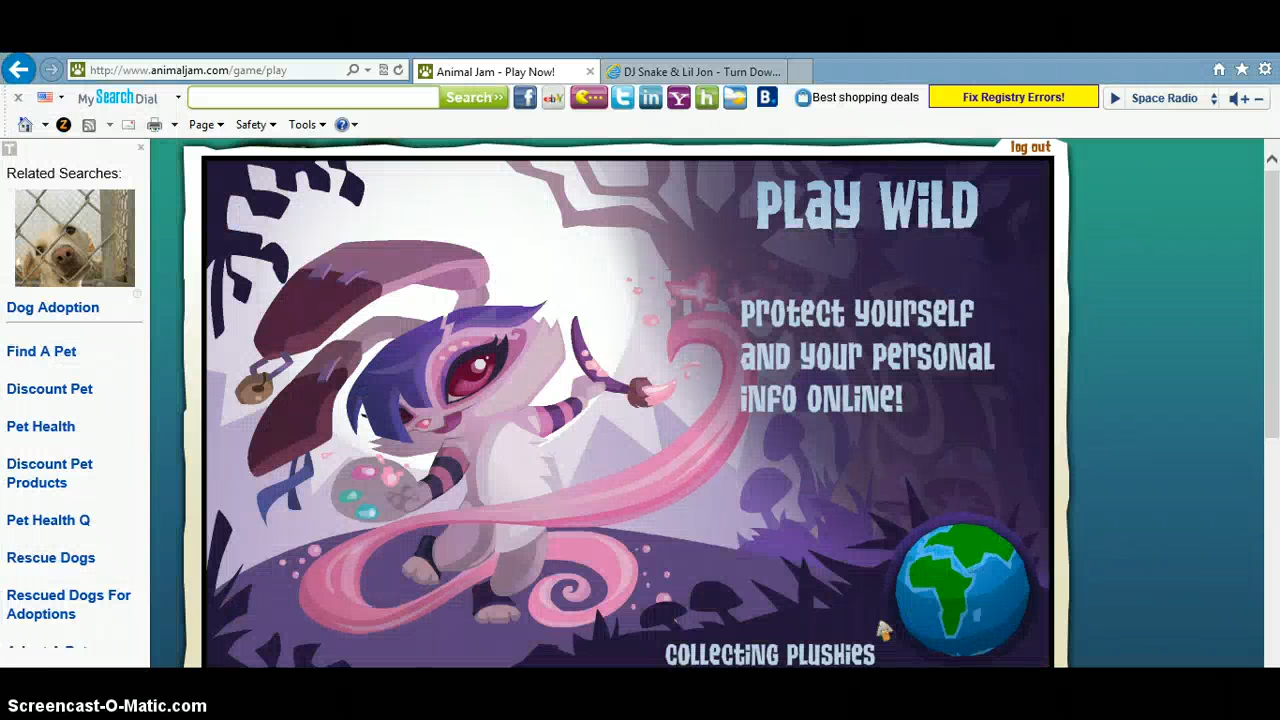 http://www.animaljam.com/game/play
Animal Jam - Play Now!
DJ Snake & Lil Jon - Turn Dow...
My Search Dial
Search>>
Best shopping deals
Fix Registry Errors!
Space Radio
Page
Safety
Tools
log out
Related Searches:
Dog Adoption
Find A Pet
Discount Pet
Pet Health
Discount Pet
Products
Pet Health Q
Rescue Dogs
Rescued Dogs For
Adoptions
PLAY WILD
PROTECT YOURSELF
AND YOUR PERSONAL
INFO ONLINE!
COLLECTING PLUSHIES
Screencast-O-Matic.com